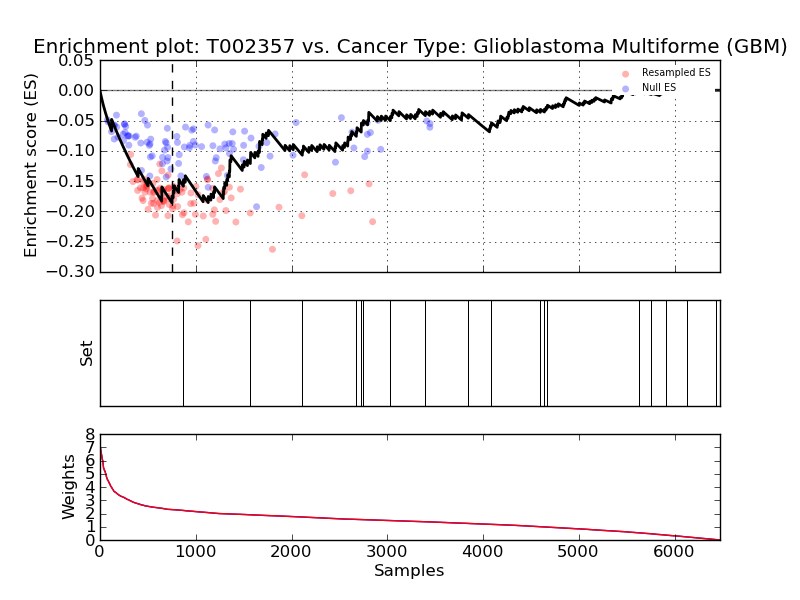 Enrichment plot: T002357 vs. Cancer Type: Glioblastoma Multiforme (GBM)
Enrichment score (ES)
0.05
0.00
−0.05
−0.10
−0.15
−0.20
−0.25
−0.30
Resampled ES
Null ES
Set
Weights
8
7
6
5
4
3
2
1
0
0 1000 2000 3000 4000 5000 6000
Samples